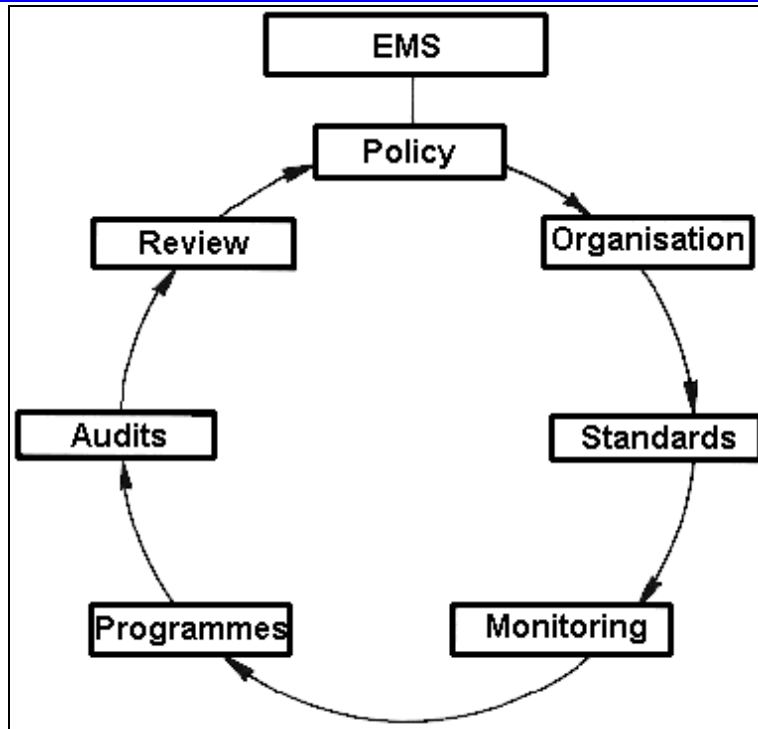 EMS
Policy
Review
Organisation
Audits
Standards
Programmes
Monitoring